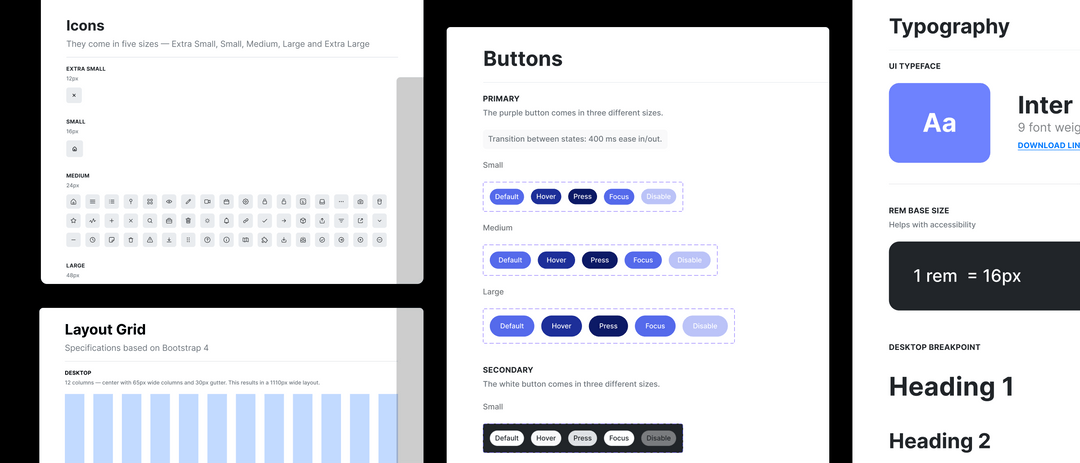 Icons
They come in five sizes — Extra Small, Small, Medium, Large and Extra Large
EXTRA SMALL
12px
SMALL
16px
MEDIUM
24px
LARGE
48px
Layout Grid
Specifications based on Bootstrap 4
DESKTOP
12 columns — center with 65px wide columns and 30px gutter. This results in a 1110px wide layout.
Buttons
PRIMARY
The purple button comes in three different sizes.
Transition between states: 400 ms ease in/out.
Small
Default Hover Press Focus Disable
Medium
Default Hover Press Focus Disable
Large
Default Hover Press Focus Disable
SECONDARY
The white button comes in three different sizes.
Small
Default Hover Press Focus Disable
Typography
UI TYPEFACE
Aa
Inter
9 font weig
DOWNLOAD LIN
REM BASE SIZE
Helps with accessibility
1 rem = 16px
DESKTOP BREAKPOINT
Heading 1
Heading 2